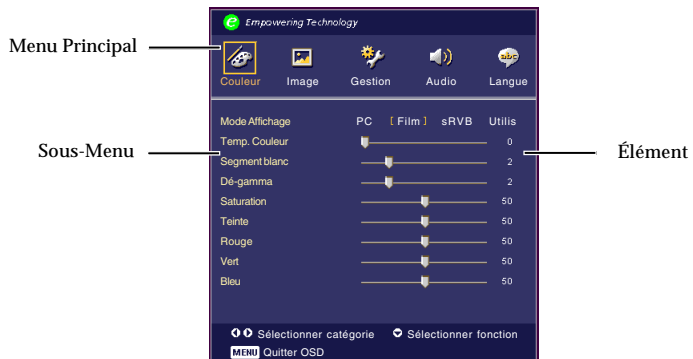 Empowering Technology
Menu Principal
Couleur Image Gestion Audio Langue
abc
Mode Affichage PC [ Film ] sRVB Utilis
Temp. Couleur 0
Sous-Menu
Élément
Segment blanc 2
Dé-gamma 2
Saturation 50
Teinte 50
Rouge 50
Vert 50
Bleu 50
Sélectionner catégorie Sélectionner fonction
MENU Quitter OSD